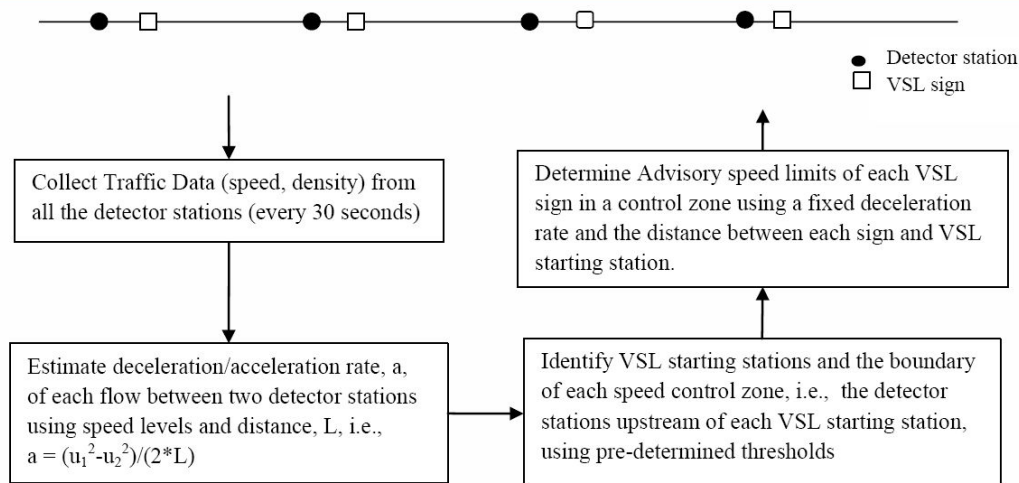 Detector station
VSL sign
Collect Traffic Data (speed, density) from
all the detector stations (every 30 seconds)
Estimate deceleration/acceleration rate, a,
of each flow between two detector stations
using speed levels and distance, L, i.e.,
a = (u₁²-u₂²)/(2*L)
Identify VSL starting stations and the boundary
of each speed control zone, i.e., the detector
stations upstream of each VSL starting station,
using pre-determined thresholds
Determine Advisory speed limits of each VSL
sign in a control zone using a fixed deceleration
rate and the distance between each sign and VSL
starting station.